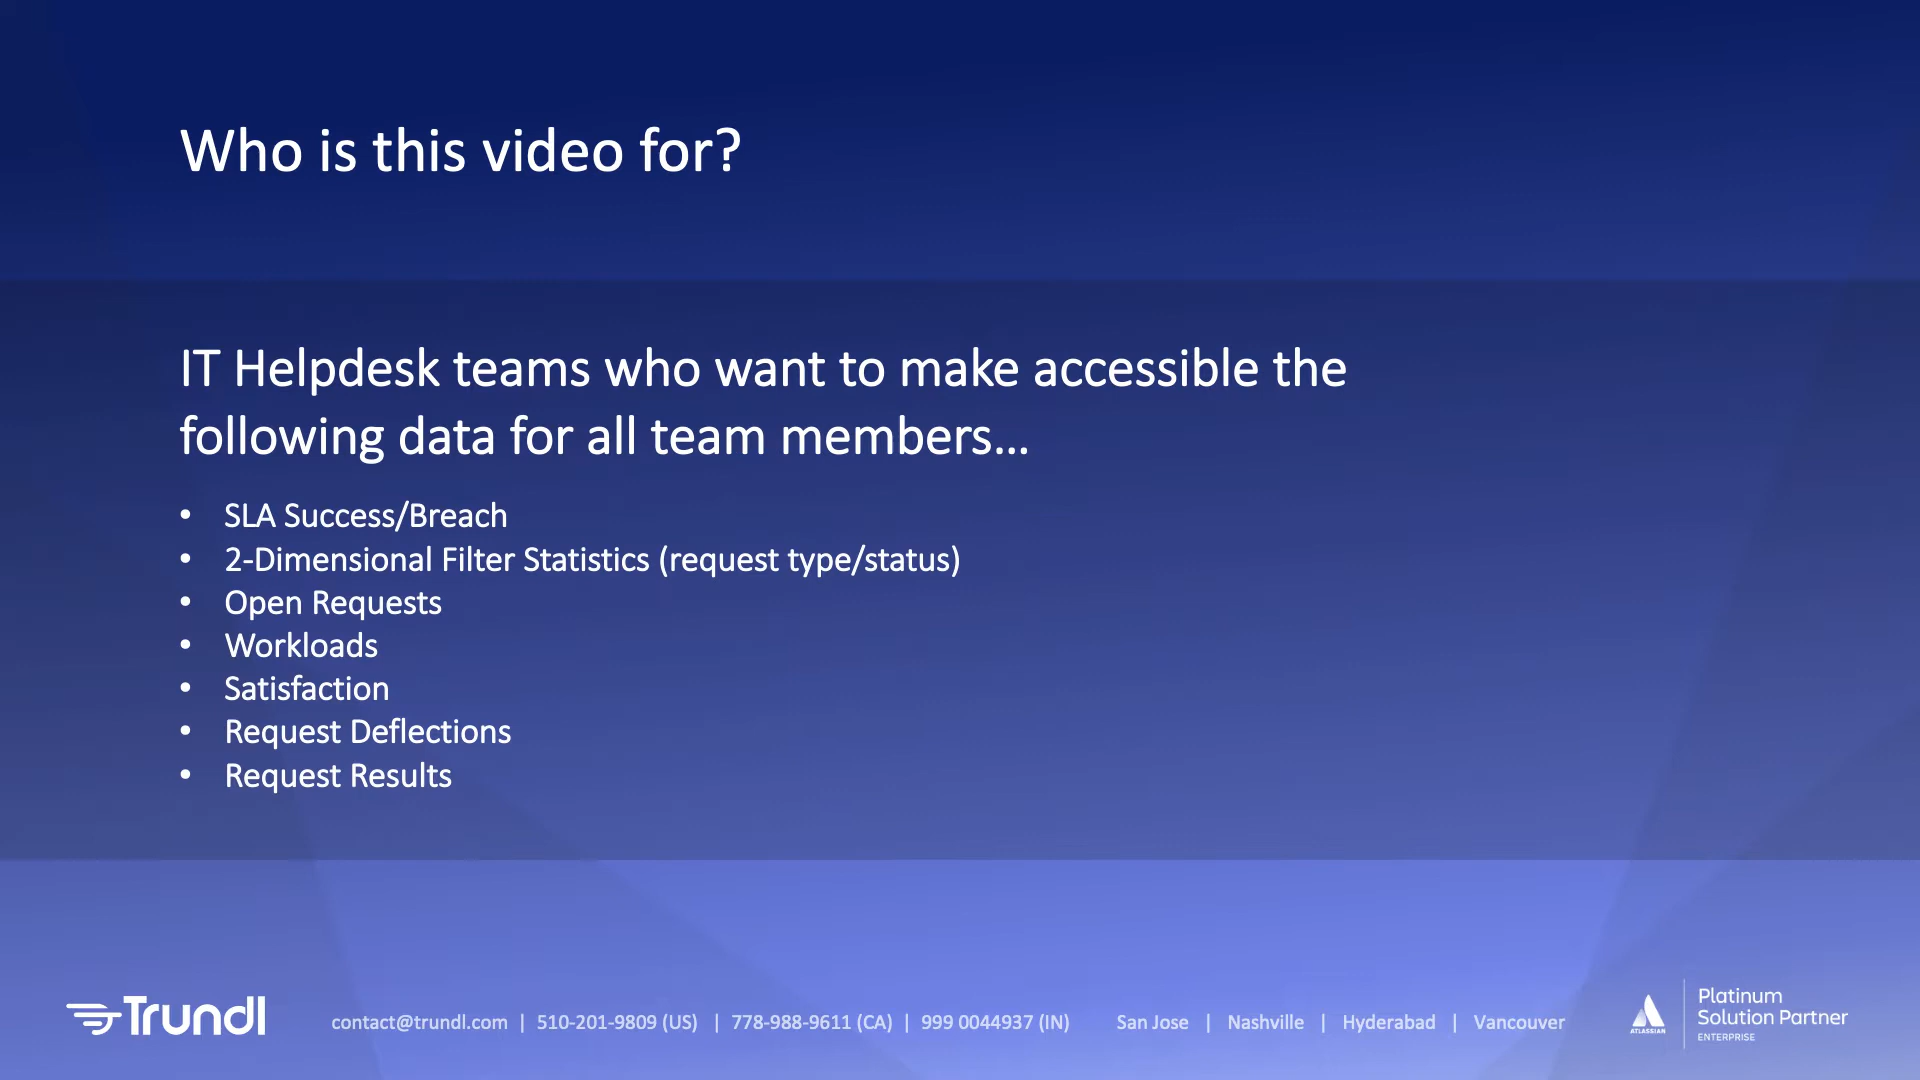 Who is this video for?
IT Helpdesk teams who want to make accessible the
following data for all team members...
• SLA Success/Breach
• 2-Dimensional Filter Statistics (request type/status)
• Open Requests
• Workloads
• Satisfaction
• Request Deflections
• Request Results
Trundl
contact@trundl.com | 510-201-9809 (US) | 778-988-9611 (CA) | 999 0044937 (IN) San Jose | Nashville | Hyderabad | Vancouver
ATLASSIAN
Platinum
Solution Partner
ENTERPRISE